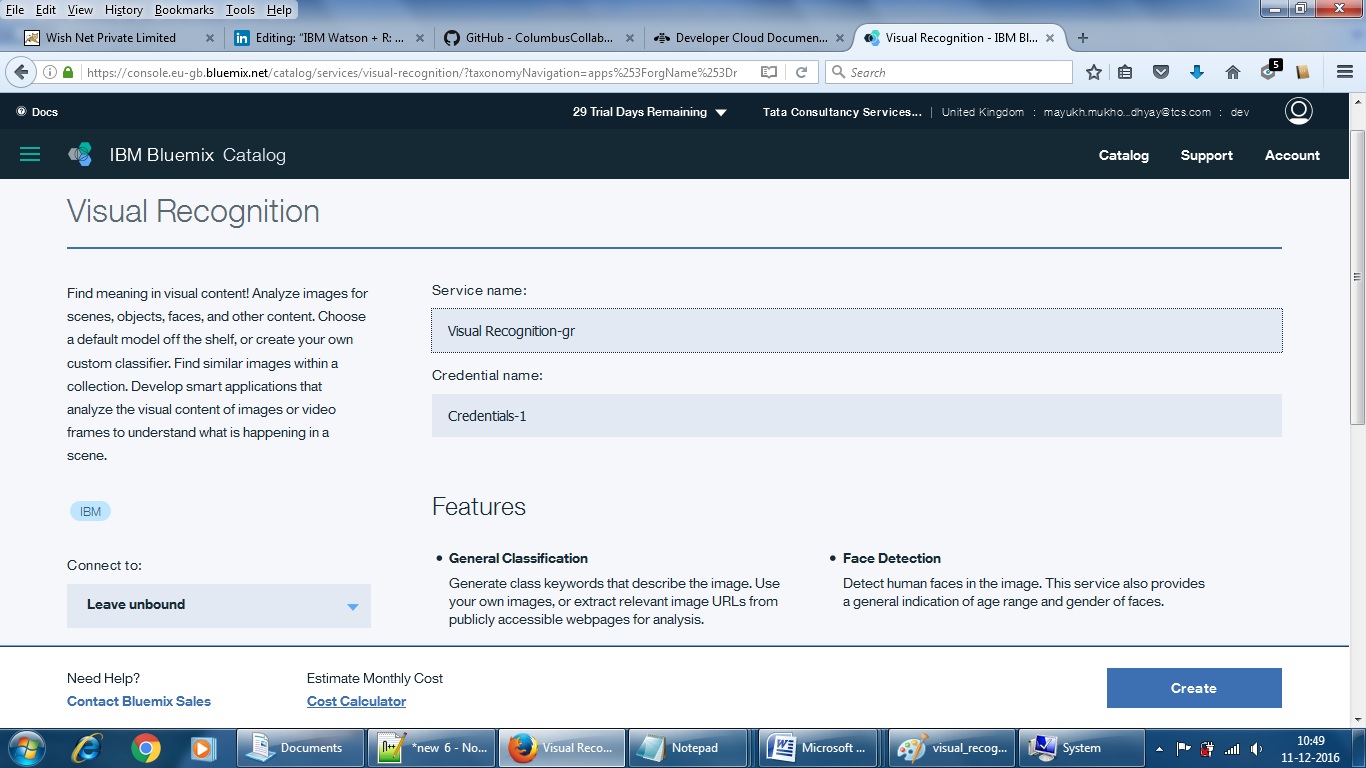 File Edit View History Bookmarks Tools Help
Wish Net Private Limited
Editing: "IBM Watson + R: ...
GitHub - ColumbusCollab...
Developer Cloud Documen...
Visual Recognition - IBM Bl...
https://console.eu-gb.bluemix.net/catalog/services/visual-recognition/?taxonomyNavigation=apps%253ForgName%253Dr
Search
5
Docs
29 Trial Days Remaining
Tata Consultancy Services... | United Kingdom : mayukh.mukho...dhyay@tcs.com : dev
IBM Bluemix Catalog
Catalog Support Account
Visual Recognition
Find meaning in visual content! Analyze images for
scenes, objects, faces, and other content. Choose
a default model off the shelf, or create your own
custom classifier. Find similar images within a
collection. Develop smart applications that
analyze the visual content of images or video
frames to understand what is happening in a
scene.
IBM
Connect to:
Leave unbound
Service name:
Visual Recognition-gr
Credential name:
Credentials-1
Features
• General Classification
Generate class keywords that describe the image. Use
your own images, or extract relevant image URLs from
publicly accessible webpages for analysis.
• Face Detection
Detect human faces in the image. This service also provides
a general indication of age range and gender of faces.
Need Help?
Contact Bluemix Sales
Estimate Monthly Cost
Cost Calculator
Create
Documents
*new 6 - No...
Visual Reco...
Notepad
Microsoft ...
visual_recog...
System
10:49
11-12-2016